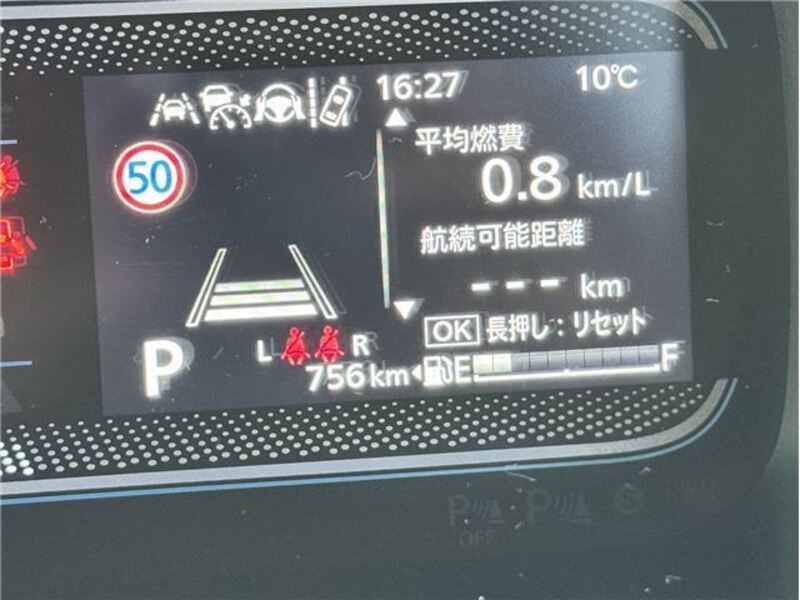 16:27 10℃
50
平均燃費
0.8 km/L
航続可能距離
--- km
OK 長押し：リセット
P L R
756km E F
P P
OFF